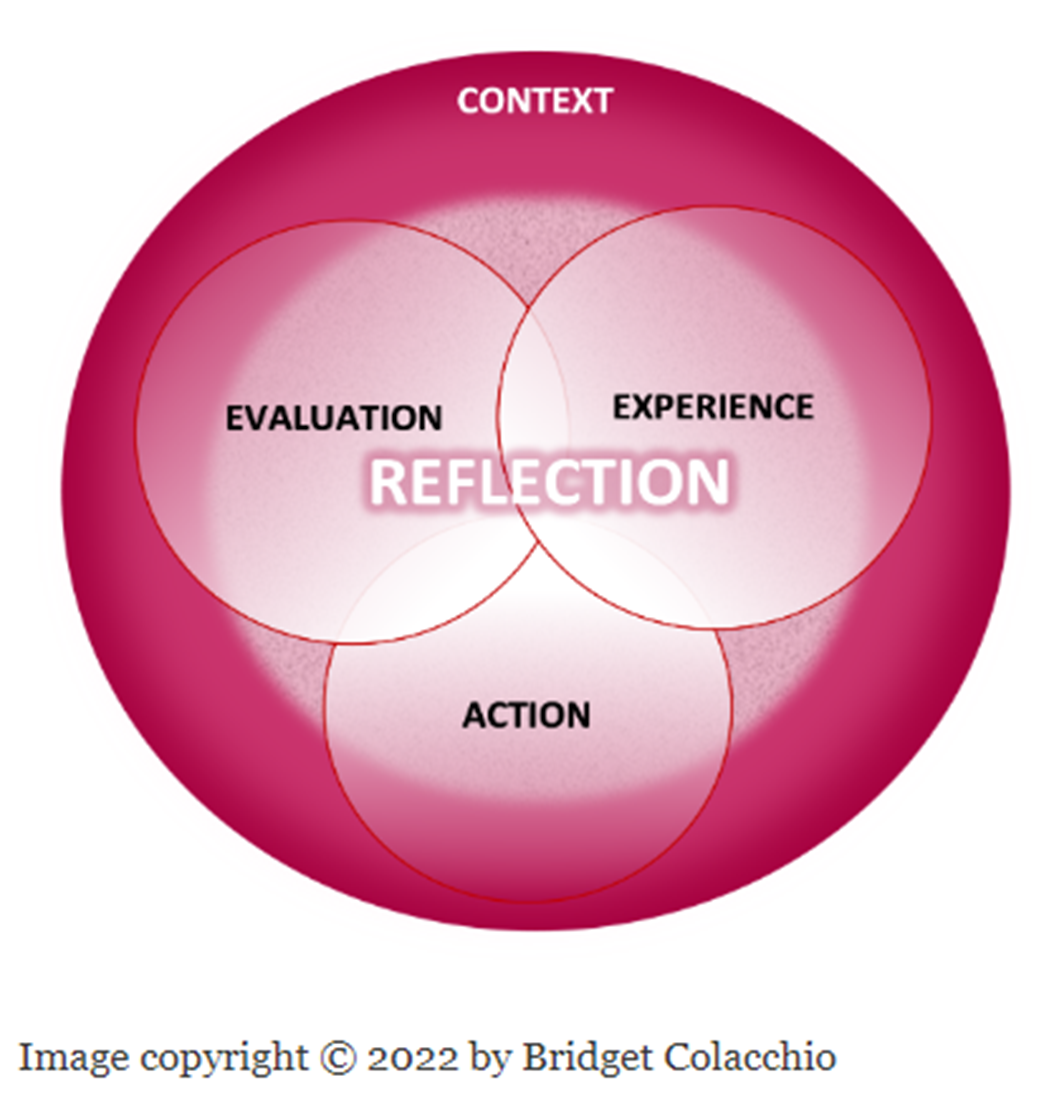 CONTEXT
EVALUATION
EXPERIENCE
REFLECTION
ACTION
Image copyright © 2022 by Bridget Colacchio